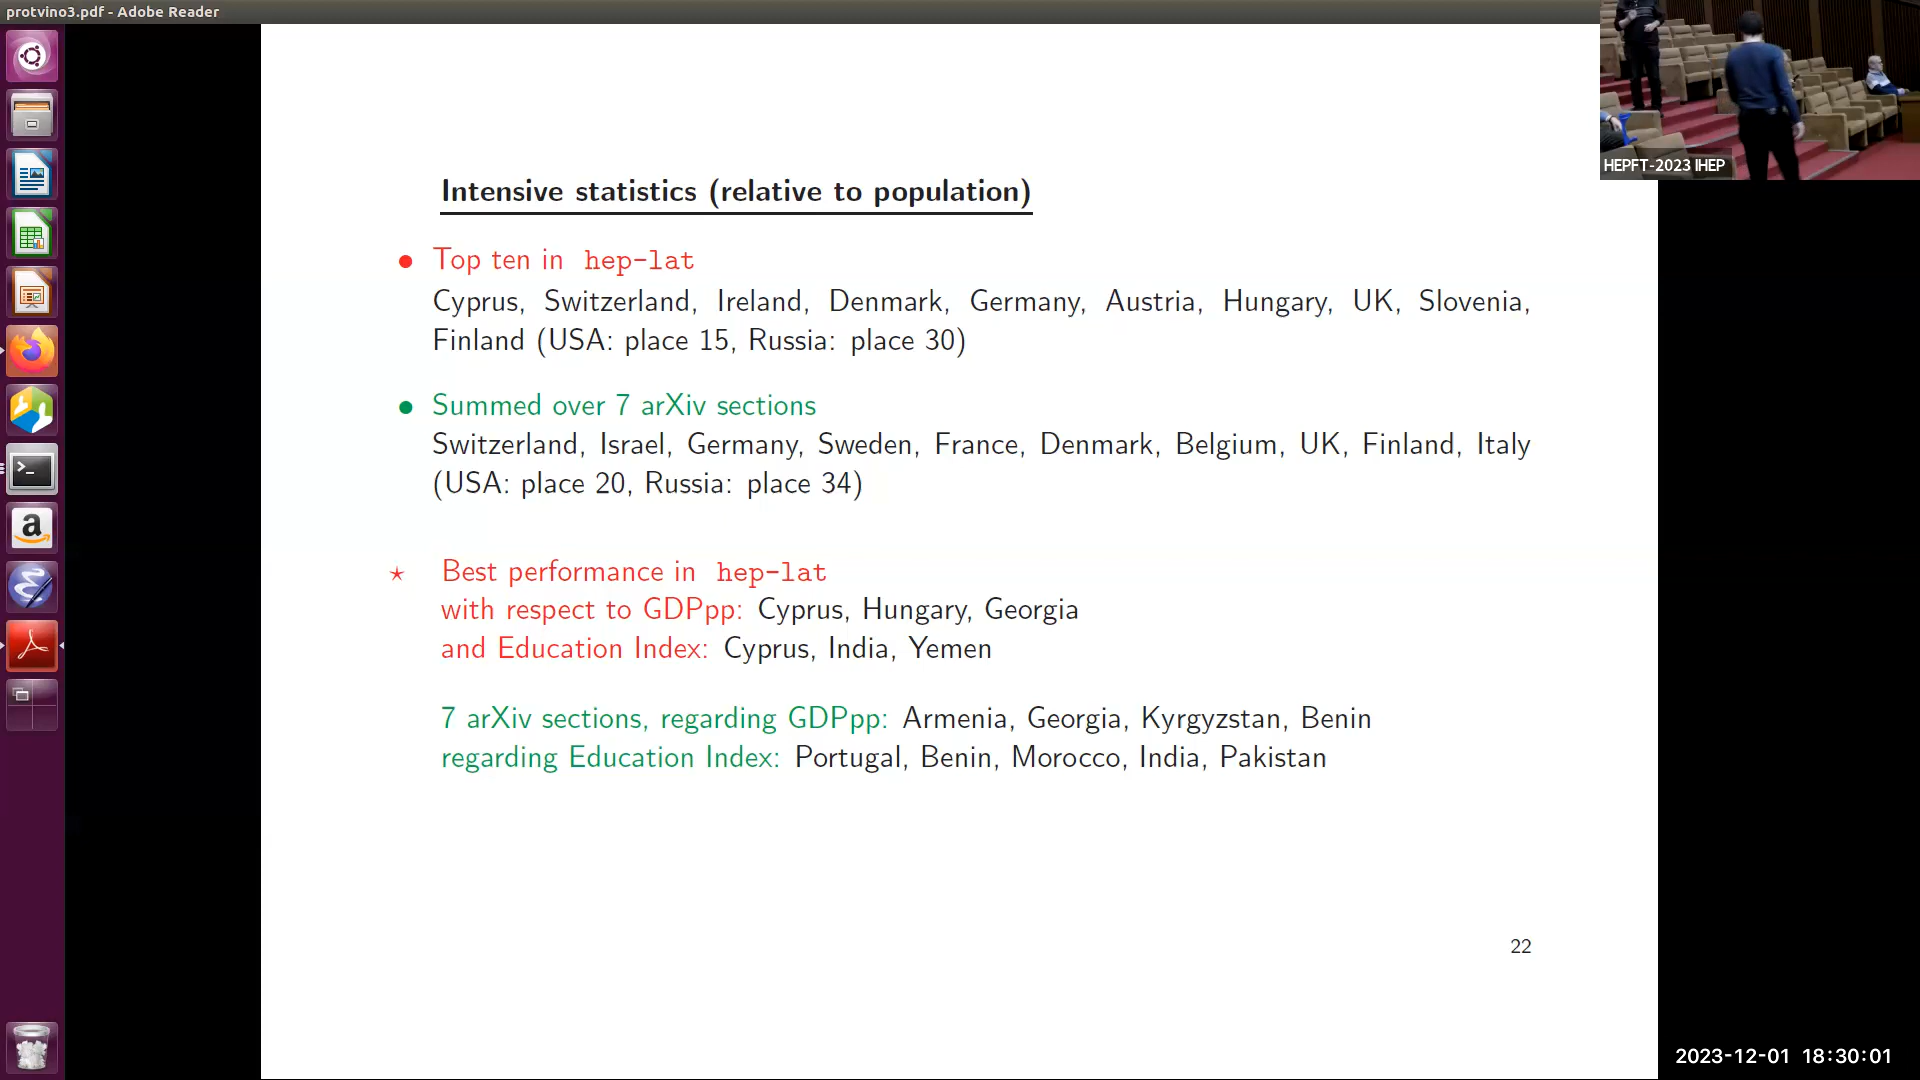 protvino3.pdf - Adobe Reader
HEPFT-2023 IHEP
Intensive statistics (relative to population)
• Top ten in hep-lat
Cyprus, Switzerland, Ireland, Denmark, Germany, Austria, Hungary, UK, Slovenia,
Finland (USA: place 15, Russia: place 30)
• Summed over 7 arXiv sections
Switzerland, Israel, Germany, Sweden, France, Denmark, Belgium, UK, Finland, Italy
(USA: place 20, Russia: place 34)
⋆ Best performance in hep-lat
with respect to GDPpp: Cyprus, Hungary, Georgia
and Education Index: Cyprus, India, Yemen
7 arXiv sections, regarding GDPpp: Armenia, Georgia, Kyrgyzstan, Benin
regarding Education Index: Portugal, Benin, Morocco, India, Pakistan
22
2023-12-01 18:30:01